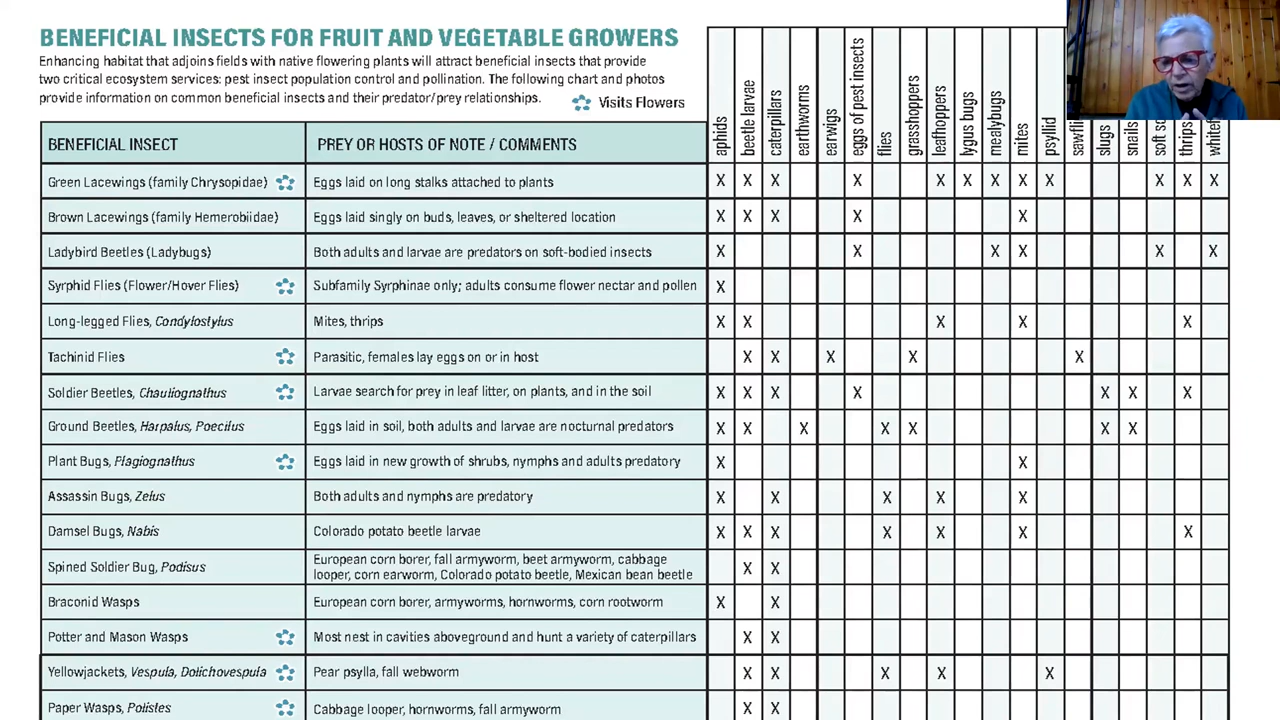 BENEFICIAL INSECTS FOR FRUIT AND VEGETABLE GROWERS
Enhancing habitat that adjoins fields with native flowering plants will attract beneficial insects that provide
two critical ecosystem services: pest insect population control and pollination. The following chart and photos
provide information on common beneficial insects and their predator/prey relationships.
Visits Flowers
BENEFICIAL INSECT PREY OR HOSTS OF NOTE / COMMENTS
aphids
beetle larvae
caterpillars
earthworms
earwigs
eggs of pest insects
flies
grasshoppers
leafhoppers
lygus bugs
mealybugs
mites
psyllid
slugs
snails
soft
thrips
Green Lacewings (family Chrysopidae) Eggs laid on long stalks attached to plants X X X X X X X X X X X X
Brown Lacewings (family Hemerobiidae) Eggs laid singly on buds, leaves, or sheltered location X X X X X
Ladybird Beetles (Ladybugs) Both adults and larvae are predators on soft-bodied insects X X X X X X
Syrphid Flies (Flower/Hover Flies) Subfamily Syrphinae only; adults consume flower nectar and pollen X
Long-legged Flies, Condylostylus Mites, thrips X X X X X
Tachinid Flies Parasitic, females lay eggs on or in host X X X X X
Soldier Beetles, Chauliognathus Larvae search for prey in leaf litter, on plants, and in the soil X X X X X X X
Ground Beetles, Harpalus, Poecilus Eggs laid in soil, both adults and larvae are nocturnal predators X X X X X X X
Plant Bugs, Plagiognathus Eggs laid in new growth of shrubs, nymphs and adults predatory X X
Assassin Bugs, Zelus Both adults and nymphs are predatory X X X X X
Damsel Bugs, Nabis Colorado potato beetle larvae X X X X X X X
Spined Soldier Bug, Podisus European corn borer, fall armyworm, beet armyworm, cabbage
looper, corn earworm, Colorado potato beetle, Mexican bean beetle X X
Braconid Wasps European corn borer, armyworms, hornworms, corn rootworm X X
Potter and Mason Wasps Most nest in cavities aboveground and hunt a variety of caterpillars X X
Yellowjackets, Vespula, Dolichovespula Pear psylla, fall webworm X X X X X
Paper Wasps, Polistes Cabbage looper, hornworms, fall armyworm X X